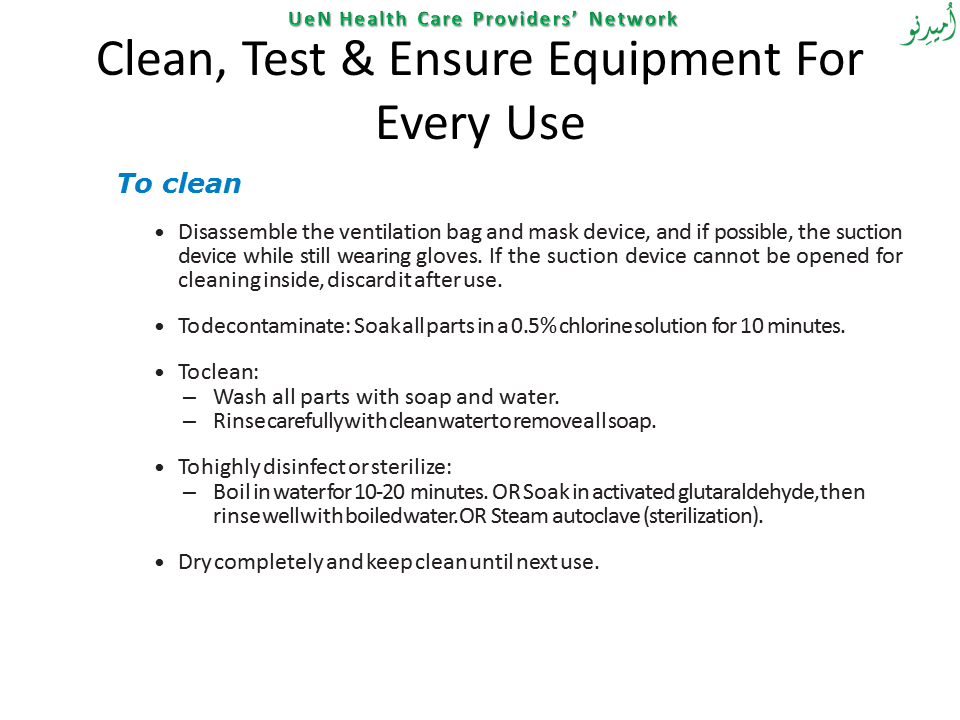 UeN Health Care Providers' Network
اُمیدِنو
Clean, Test & Ensure Equipment For
Every Use
To clean
• Disassemble the ventilation bag and mask device, and if possible, the suction
device while still wearing gloves. If the suction device cannot be opened for
cleaning inside, discard it after use.
• To decontaminate: Soak all parts in a 0.5% chlorine solution for 10 minutes.
• To clean:
– Wash all parts with soap and water.
– Rinse carefully with clean water to remove all soap.
• To highly disinfect or sterilize:
– Boil in water for 10-20 minutes. OR Soak in activated glutaraldehyde, then
rinse well with boiled water. OR Steam autoclave (sterilization).
• Dry completely and keep clean until next use.